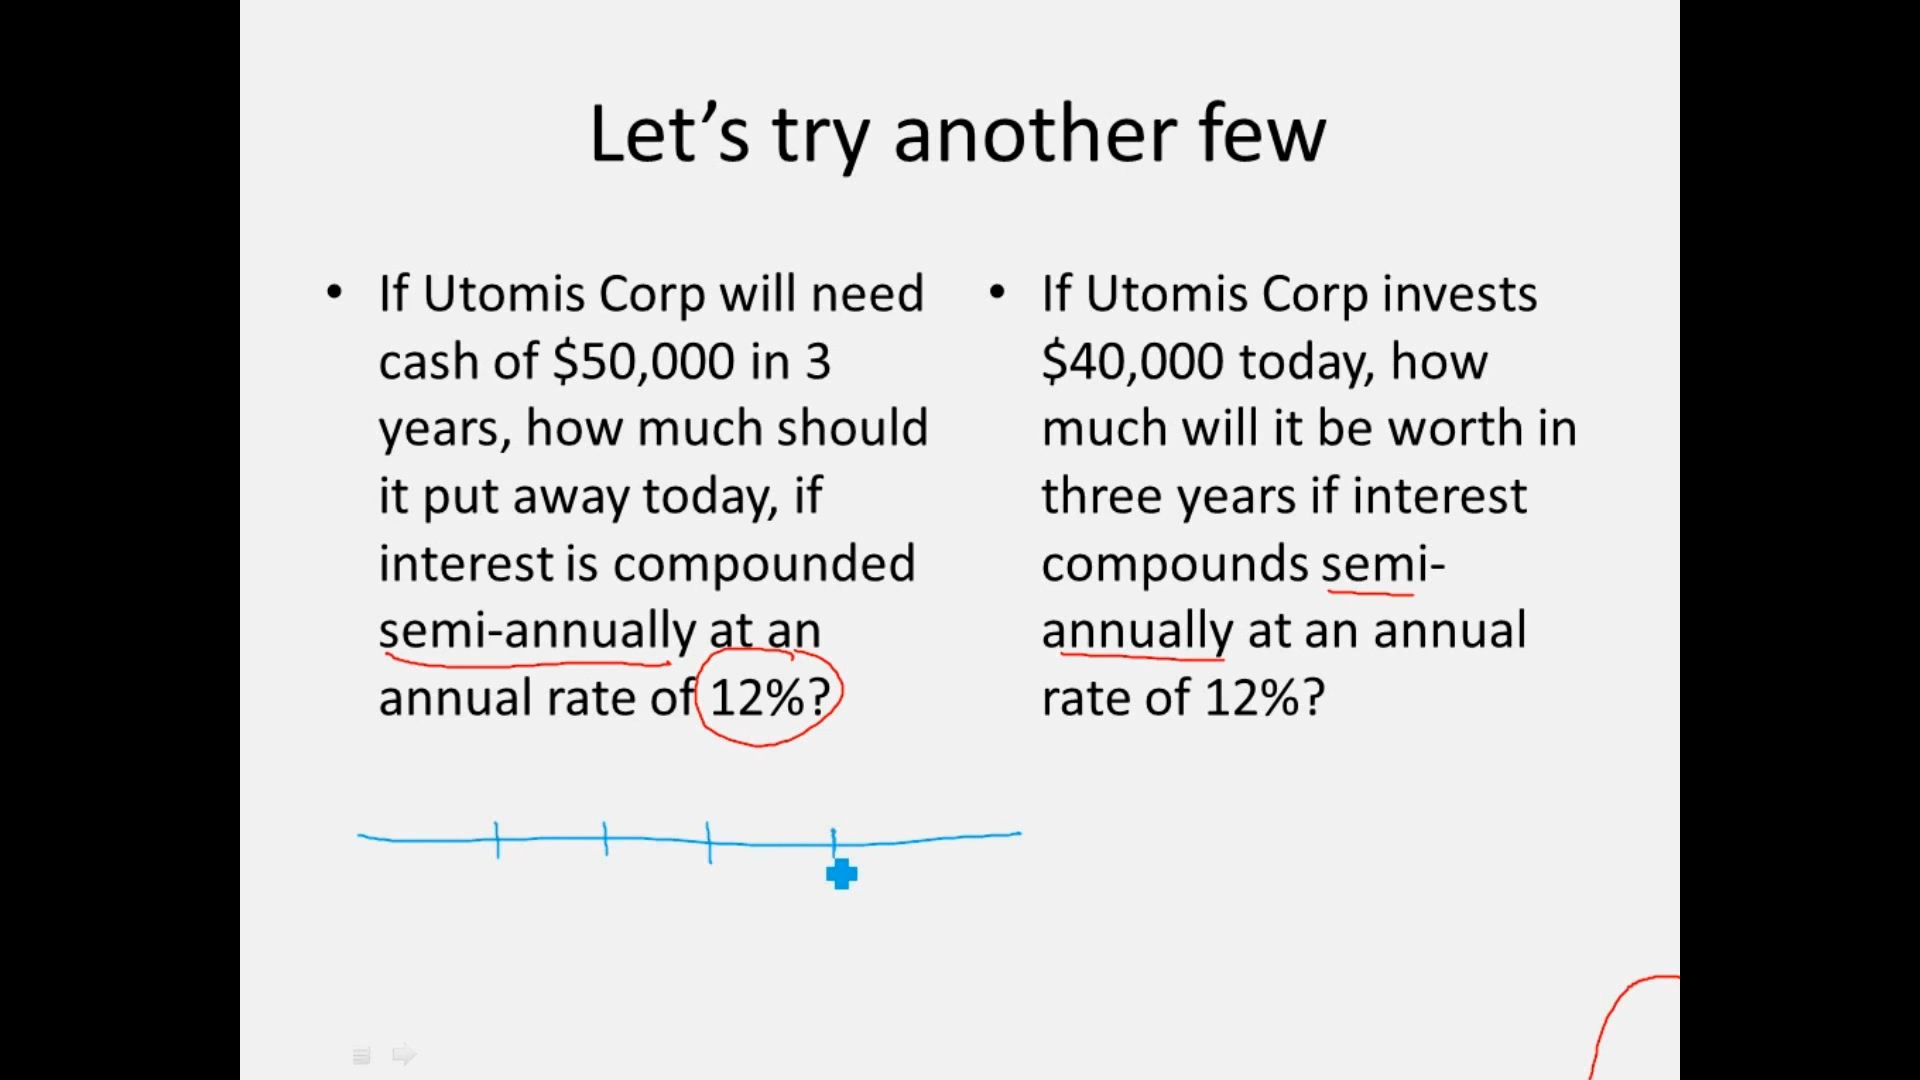 Let’s try another few
• If Utomis Corp will need
cash of $50,000 in 3
years, how much should
it put away today, if
interest is compounded
semi-annually at an
annual rate of 12%?
• If Utomis Corp invests
$40,000 today, how
much will it be worth in
three years if interest
compounds semi-
annually at an annual
rate of 12%?